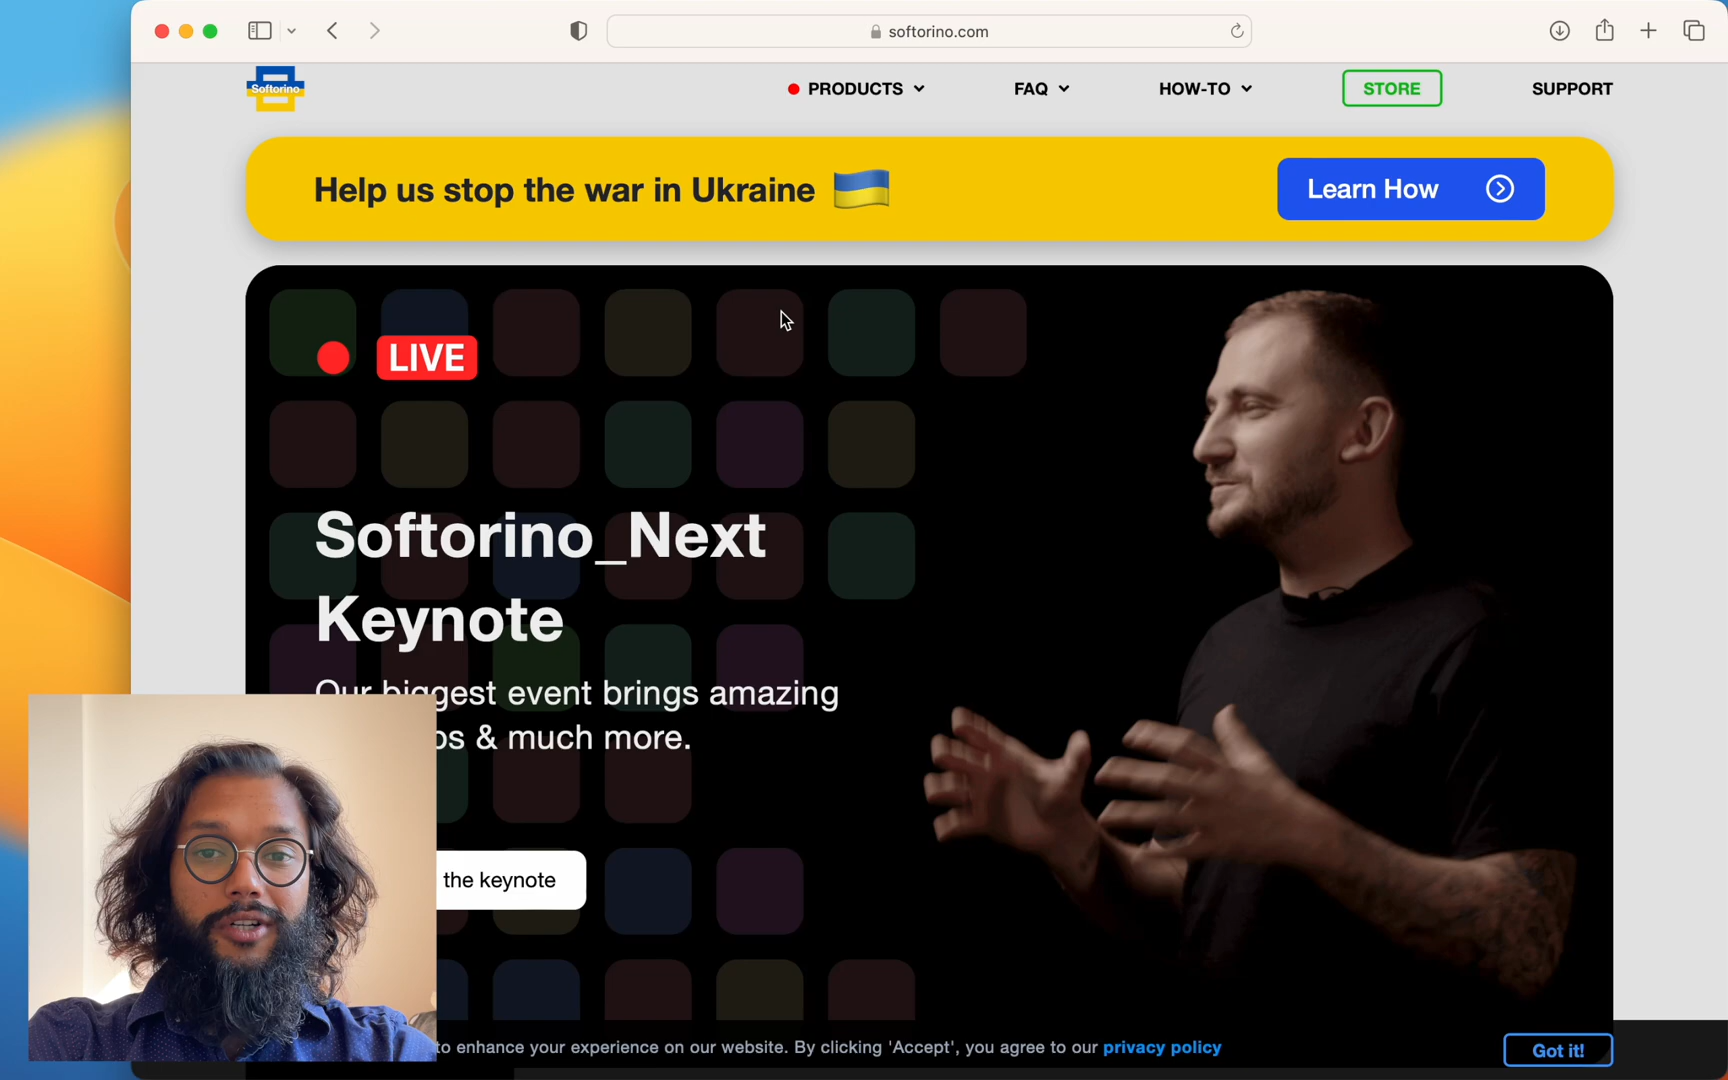 softorino.com
Softorino
PRODUCTS
FAQ
HOW-TO
STORE
SUPPORT
Help us stop the war in Ukraine
Learn How
LIVE
Softorino_Next
Keynote
Our biggest event brings amazing
& much more.
the keynote
to enhance your experience on our website. By clicking 'Accept', you agree to our privacy policy
Got it!